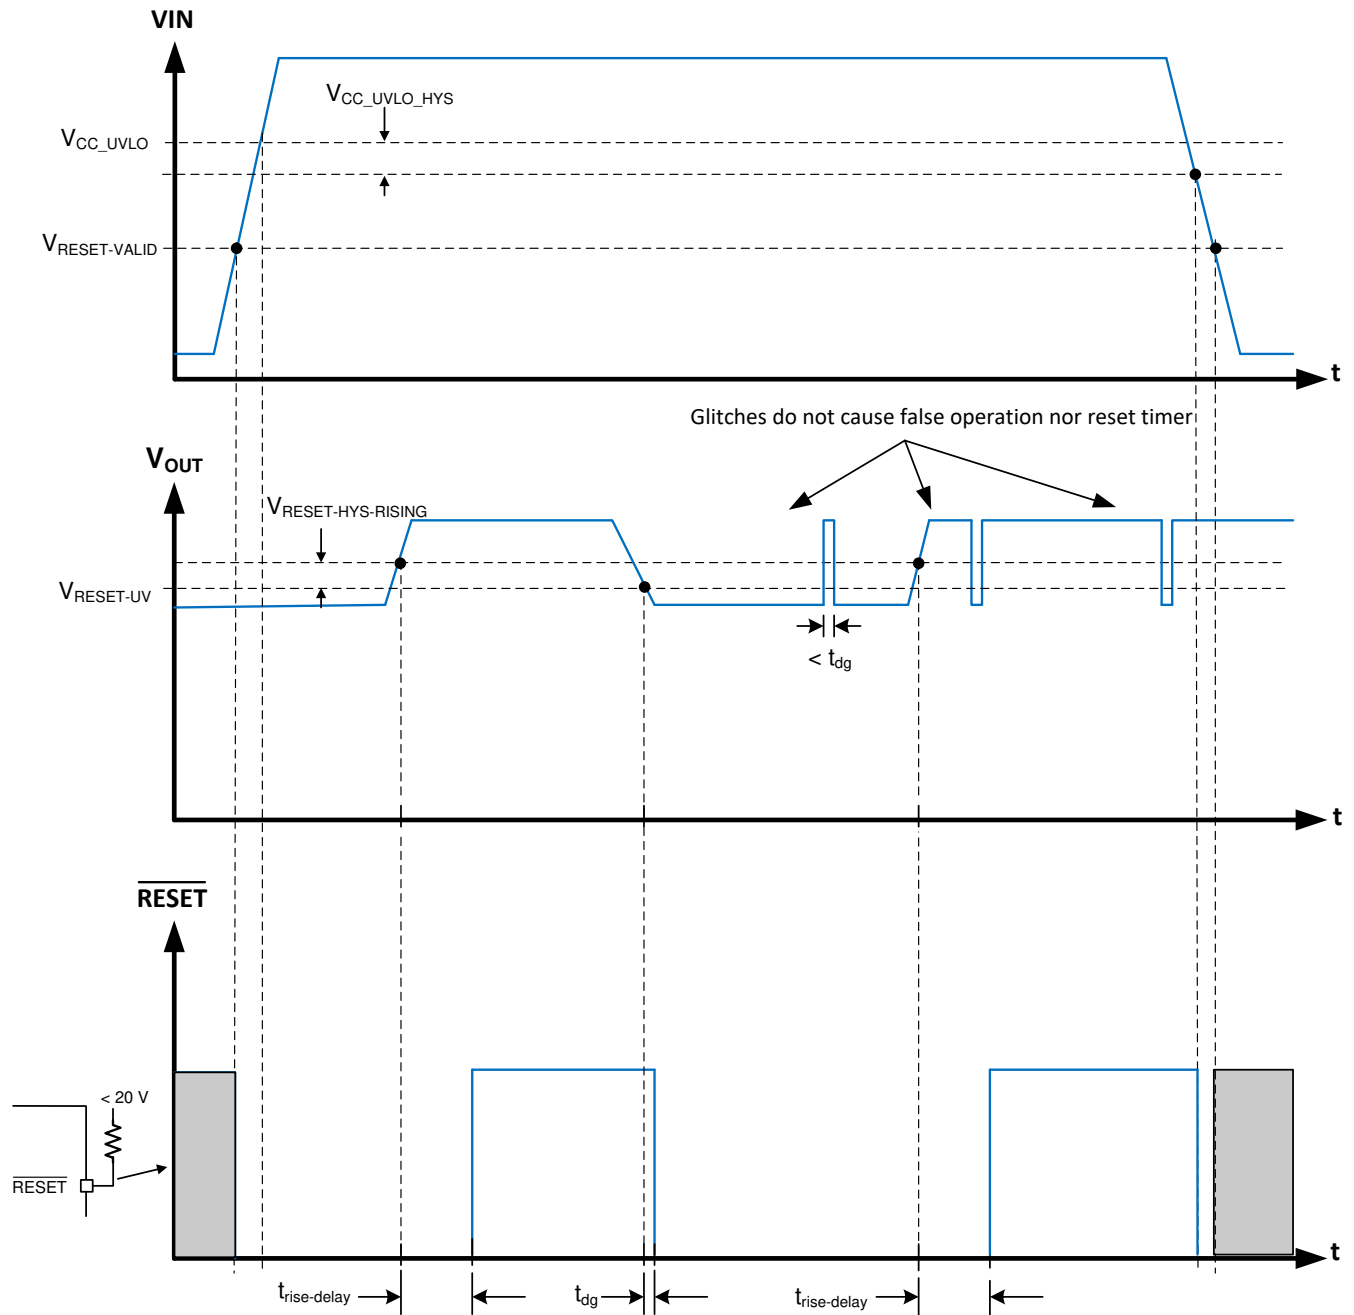 VIN
VCC_UVLO_HYS
VCC_UVLO
VRESET-VALID
t
Glitches do not cause false operation nor reset timer
VOUT
VRESET-HYS-RISING
VRESET-UV
< tdg
t
RESET
< 20 V
RESET
t
trise-delay
tdg
trise-delay